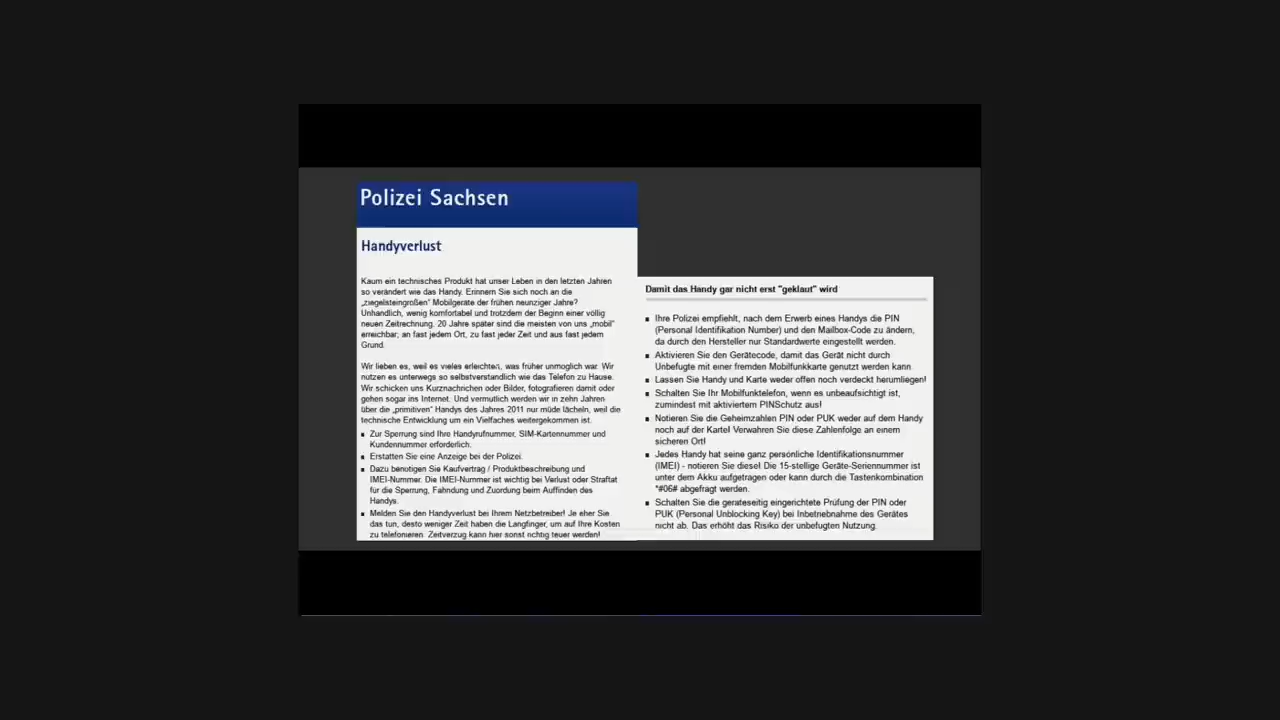 Polizei Sachsen
Handyverlust
Kaum ein technisches Produkt hat unser Leben in den letzten Jahren
so verändert wie das Handy. Erinnern Sie sich noch an die
„ziegelsteingroßen" Mobilgeräte der frühen neunziger Jahre?
Unhandlich, wenig komfortabel und trotzdem der Beginn einer völlig
neuen Zeitrechnung. 20 Jahre später sind die meisten von uns „mobil"
erreichbar, an fast jedem Ort, zu fast jeder Zeit und aus fast jedem
Grund.
Wir lieben es, weil es vieles erleichtert, was früher unmöglich war. Wir
nutzen es unterwegs so selbstverständlich wie das Telefon zu Hause.
Wir schicken uns Kurznachrichten oder Bilder, fotografieren damit oder
gehen sogar ins Internet. Und vermutlich werden wir in zehn Jahren
über die „primitiven" Handys des Jahres 2011 nur müde lächeln, weil die
technische Entwicklung um ein Vielfaches weitergekommen ist.
▪ Zur Sperrung sind Ihre Handyrufnummer, SIM-Kartennummer und
Kundennummer erforderlich.
▪ Erstatten Sie eine Anzeige bei der Polizei.
▪ Dazu benötigen Sie Kaufvertrag / Produktbeschreibung und
IMEI-Nummer. Die IMEI-Nummer ist wichtig bei Verlust oder Straftat
für die Sperrung, Fahndung und Zuordung beim Auffinden des
Handys.
▪ Melden Sie den Handyverlust bei Ihrem Netzbetreiber! Je eher Sie
das tun, desto weniger Zeit haben die Langfinger, um auf Ihre Kosten
zu telefonieren. Zeitverzug kann hier sonst richtig teuer werden!
Damit das Handy gar nicht erst "geklaut" wird
▪ Ihre Polizei empfiehlt, nach dem Erwerb eines Handys die PIN
(Personal Identifikation Number) und den Mailbox-Code zu ändern,
da durch den Hersteller nur Standardwerte eingestellt werden.
▪ Aktivieren Sie den Gerätecode, damit das Gerät nicht durch
Unbefugte mit einer fremden Mobilfunkkarte genutzt werden kann.
▪ Lassen Sie Handy und Karte weder offen noch verdeckt herumliegen!
▪ Schalten Sie Ihr Mobilfunktelefon, wenn es unbeaufsichtigt ist,
zumindest mit aktiviertem PINSchutz aus!
▪ Notieren Sie die Geheimzahlen PIN oder PUK weder auf dem Handy
noch auf der Karte! Verwahren Sie diese Zahlenfolge an einem
sicheren Ort!
▪ Jedes Handy hat seine ganz persönliche Identifikationsnummer
(IMEI) - notieren Sie diese! Die 15-stellige Geräte-Seriennummer ist
unter dem Akku aufgetragen oder kann durch die Tastenkombination
*#06# abgefragt werden.
▪ Schalten Sie die geräteseitig eingerichtete Prüfung der PIN oder
PUK (Personal Unblocking Key) bei Inbetriebnahme des Gerätes
nicht ab. Das erhöht das Risiko der unbefugten Nutzung.